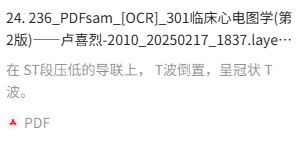 24. 236_PDFsam_[OCR]_301临床心电图学(第
2版)——卢喜烈-2010_20250217_1837.laye…
在 ST段压低的导联上， T波倒置，呈冠状 T
波。
PDF